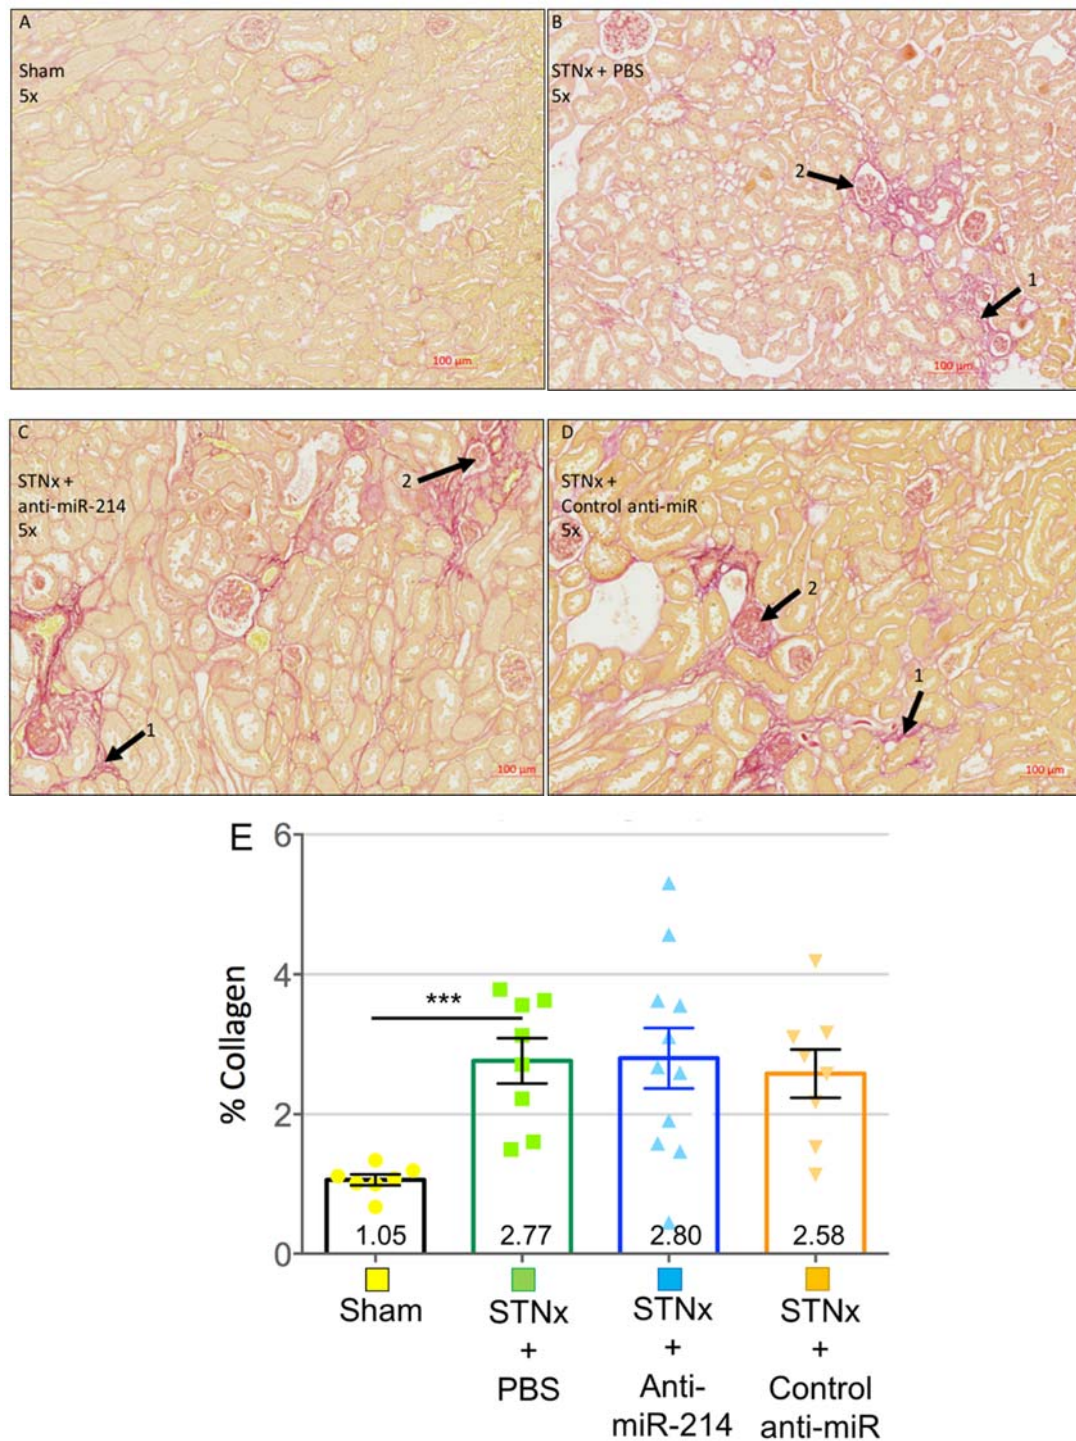 A
Sham
5x
100 µm
B
STNx + PBS
5x
2
1
100 µm
C
STNx +
anti-miR-214
5x
2
1
100 µm
D
STNx +
Control anti-miR
5x
2
1
100 µm
E
% Collagen
6
4
2
0
***
1.05
2.77
2.80
2.58
Sham
STNx
+
PBS
STNx
+
Anti-
miR-214
STNx
+
Control
anti-miR